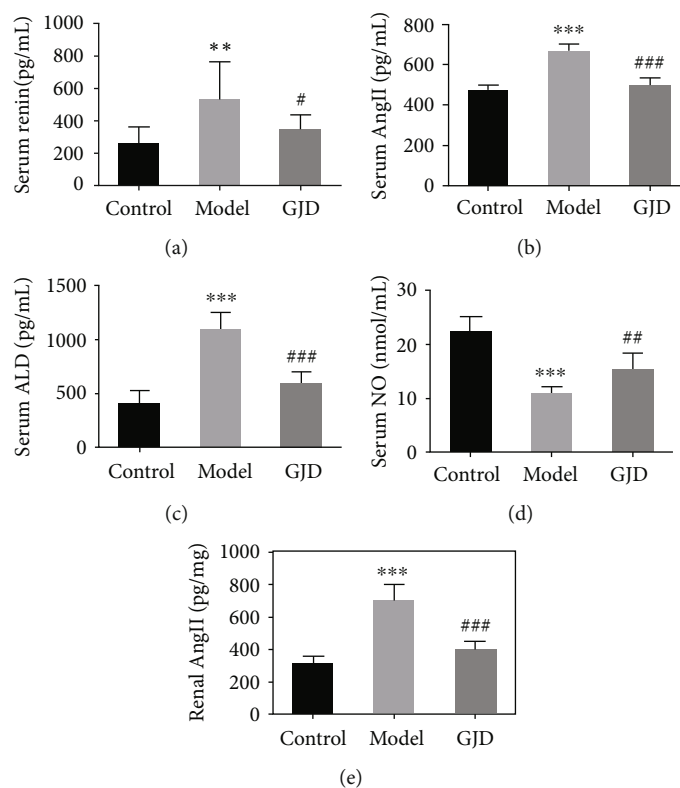 Serum renin(pg/mL)
1000
800
600
400
200
0
**
#
Control Model GJD
(a)
Serum AngII (pg/mL)
800
600
400
200
0
***
###
Control Model GJD
(b)
Serum ALD (pg/mL)
1500
1000
500
0
***
###
Control Model GJD
(c)
Serum NO (nmol/mL)
30
20
10
0
***
##
Control Model GJD
(d)
Renal AngII (pg/mg)
1000
800
600
400
200
0
***
###
Control Model GJD
(e)